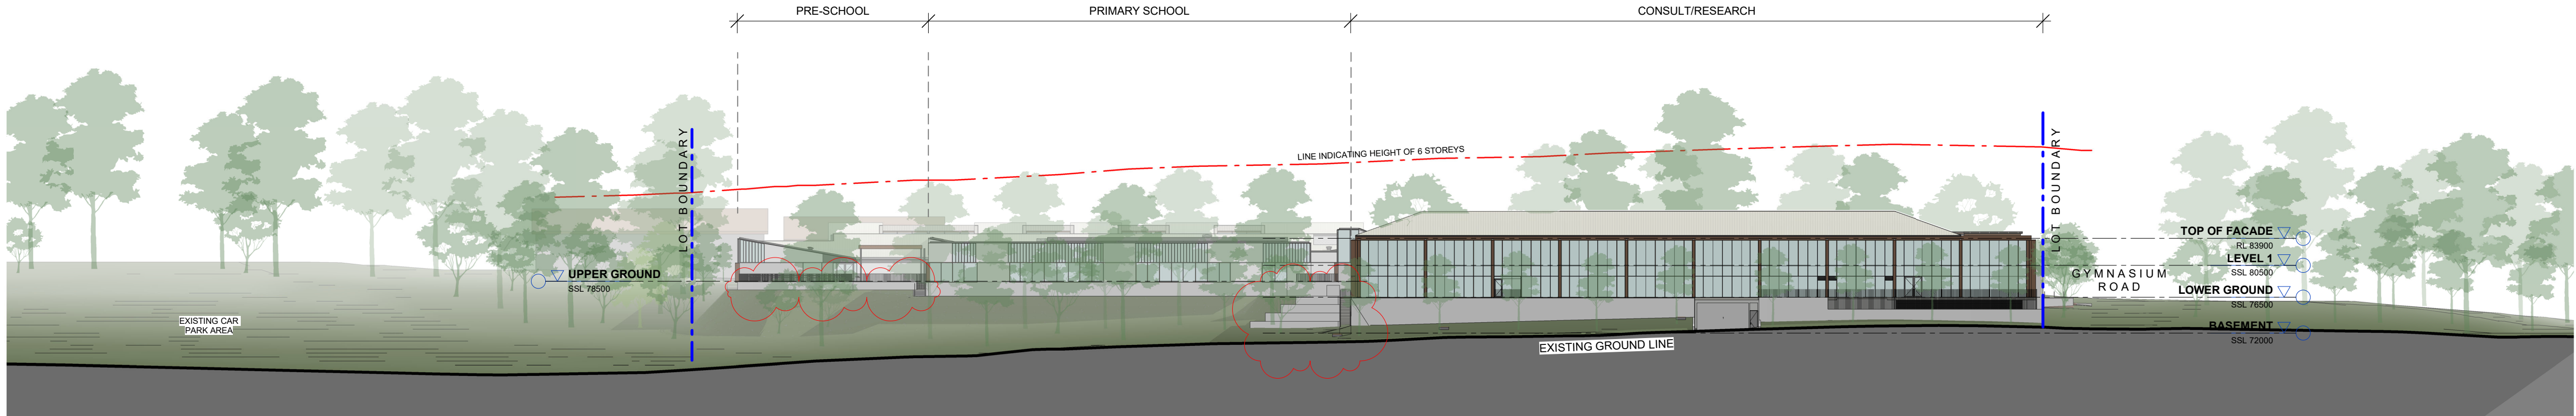 PRE-SCHOOL
PRIMARY SCHOOL
CONSULT/RESEARCH
LOT BOUNDARY
LINE INDICATING HEIGHT OF 6 STOREYS
LOT BOUNDARY
UPPER GROUND
SSL 78500
EXISTING CAR
PARK AREA
TOP OF FACADE
RL 83900
LEVEL 1
SSL 80500
GYMNASIUM
ROAD
LOWER GROUND
SSL 76500
BASEMENT
SSL 72000
EXISTING GROUND LINE